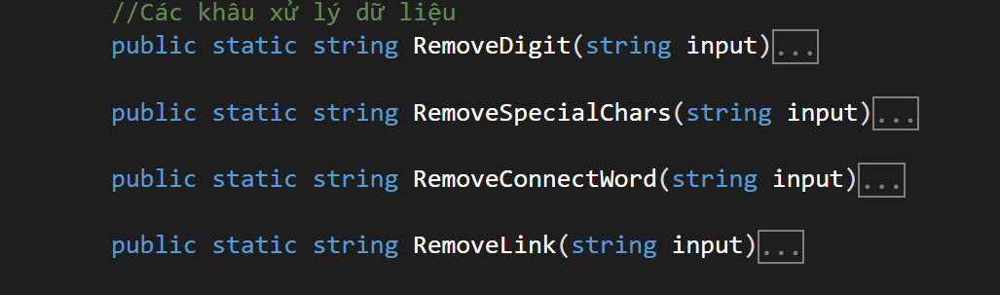 //Các khâu xử lý dữ liệu
public static string RemoveDigit(string input)...
public static string RemoveSpecialChars(string input)...
public static string RemoveConnectWord(string input)...
public static string RemoveLink(string input)...